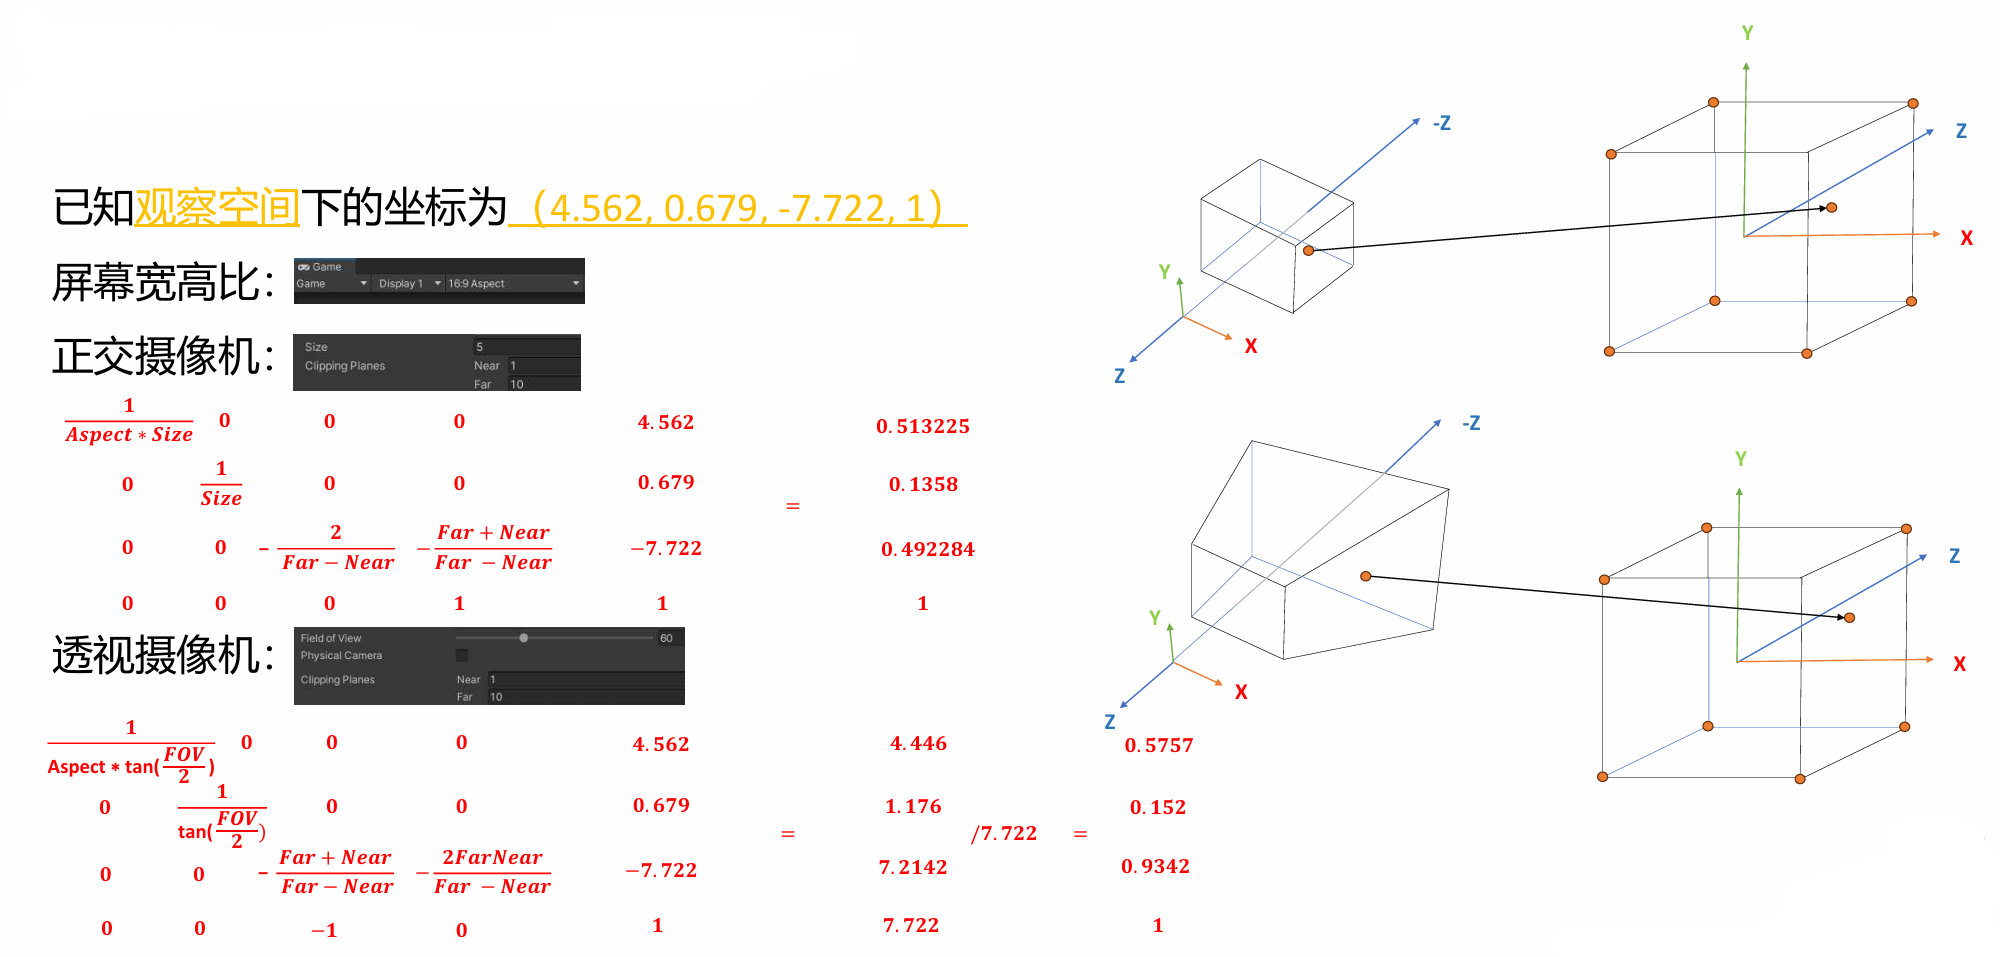 已知观察空间下的坐标为（4.562, 0.679, -7.722, 1）
屏幕宽高比：
Game
Game Display 1 16:9 Aspect
正交摄像机：
Size 5
Clipping Planes Near 1
Far 10
1/(Aspect * Size) 0 0 0 4.562 0.513225
0 1/Size 0 0 0.679 = 0.1358
0 0 -2/(Far − Near) −(Far + Near)/(Far − Near) −7.722 0.492284
0 0 0 1 1 1
透视摄像机：
Field of View 60
Physical Camera
Clipping Planes Near 1
Far 10
1/(Aspect * tan(FOV/2)) 0 0 0 4.562 4.446 0.5757
0 1/tan(FOV/2) 0 0 0.679 = 1.176 /7.722 = 0.152
0 0 -(Far + Near)/(Far − Near) −2FarNear/(Far − Near) −7.722 7.2142 0.9342
0 0 −1 0 1 7.722 1
-Z
Y
X
Z
Y
Z
X
-Z
Y
X
Z
Y
Z
X